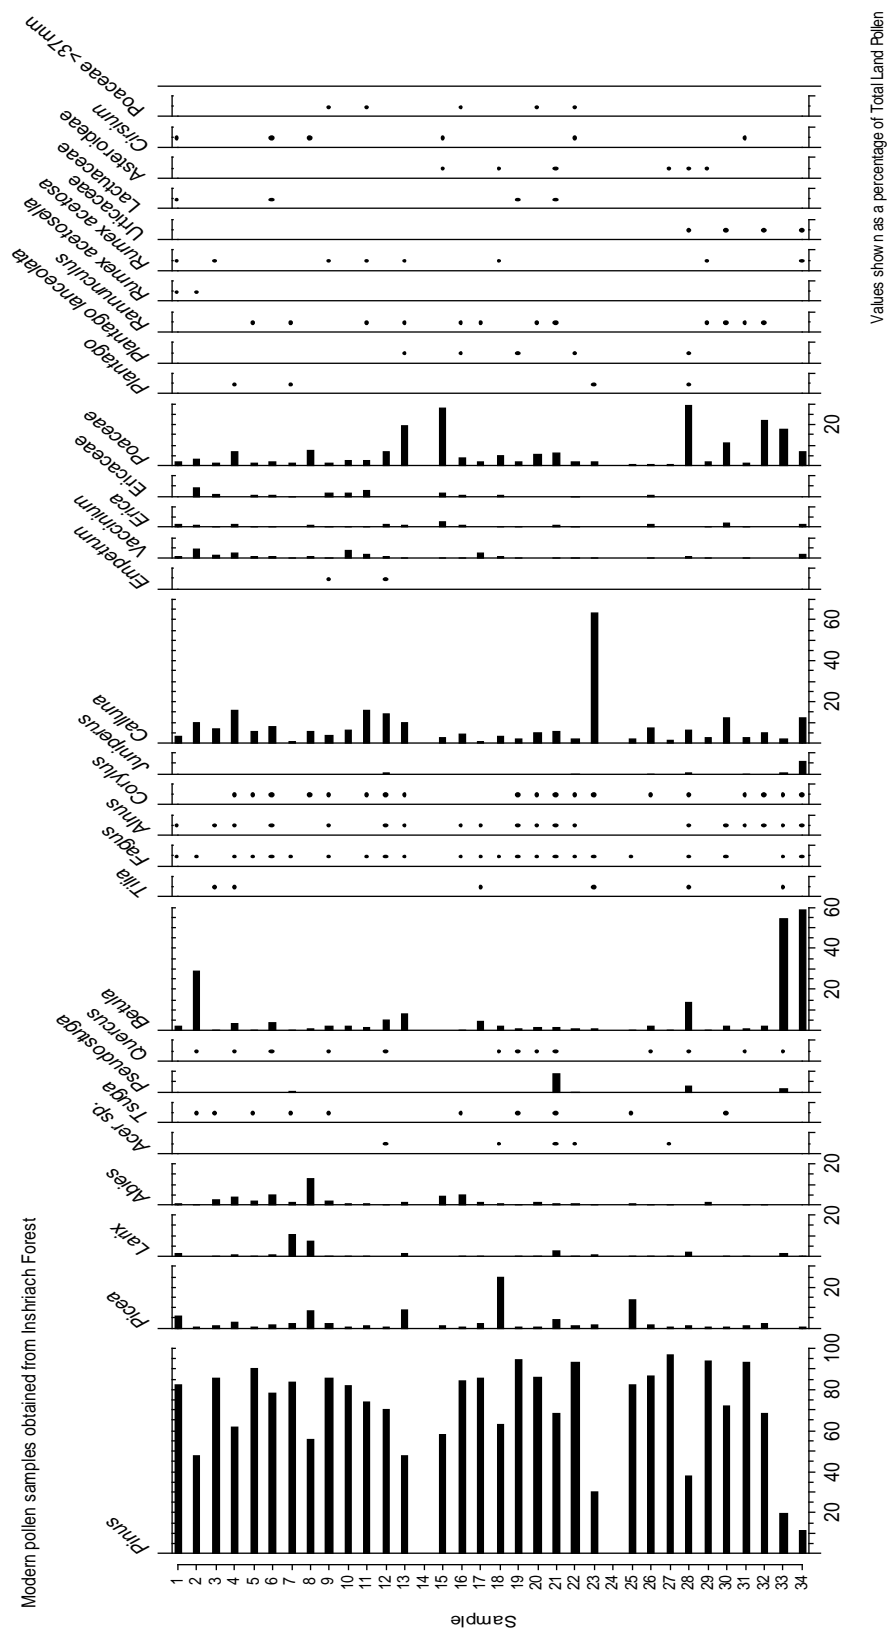 Modern pollen samples obtained from Inshriach Forest
Pinus
Picea
Larix
Abies
Acer sp.
Tsuga
Pseudostuga
Quercus
Betula
Tilia
Fagus
Alnus
Corylus
Juniperus
Calluna
Empetrum
Vaccinium
Erica
Ericaceae
Poaceae
Plantago
Plantago lanceolata
Rannunculus
Rumex acetosella
Rumex acetosa
Urticaceae
Lactuaceae
Asteroideae
Cirsium
Poaceae >37mm
1
2
3
4
5
6
7
8
9
10
11
12
13
14
15
16
17
18
19
20
21
22
23
24
25
26
27
28
29
30
31
32
33
34
Sample
20 40 60 80 100
20
20
20
20 40 60
20 40 60
20
Values shown as a percentage of Total Land Pollen